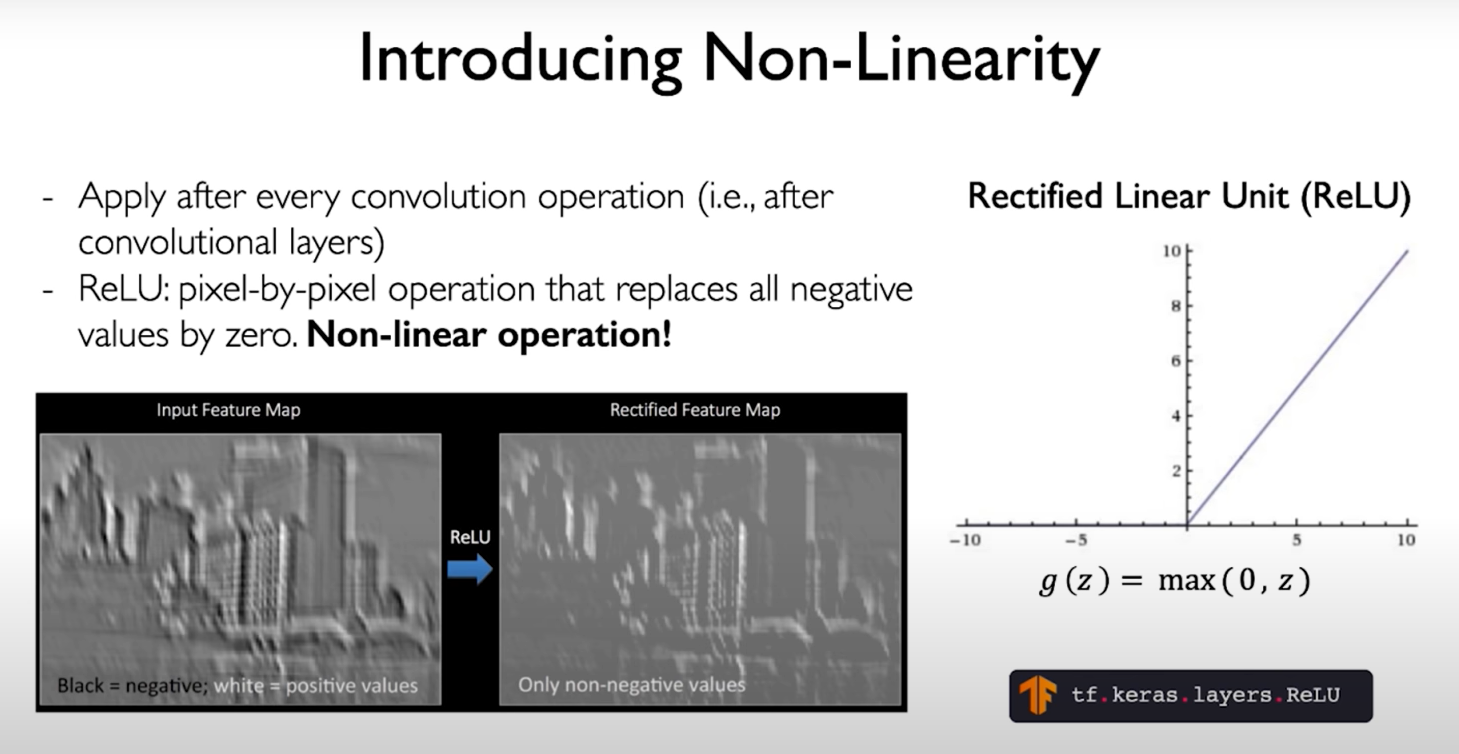 Introducing Non-Linearity
- Apply after every convolution operation (i.e., after
convolutional layers)
- ReLU: pixel-by-pixel operation that replaces all negative
values by zero. Non-linear operation!
Input Feature Map
Rectified Feature Map
ReLU
Black = negative; white = positive values
Only non-negative values
Rectified Linear Unit (ReLU)
10
8
6
4
2
-10 -5 5 10
g(z) = max(0, z)
tf.keras.layers.ReLU